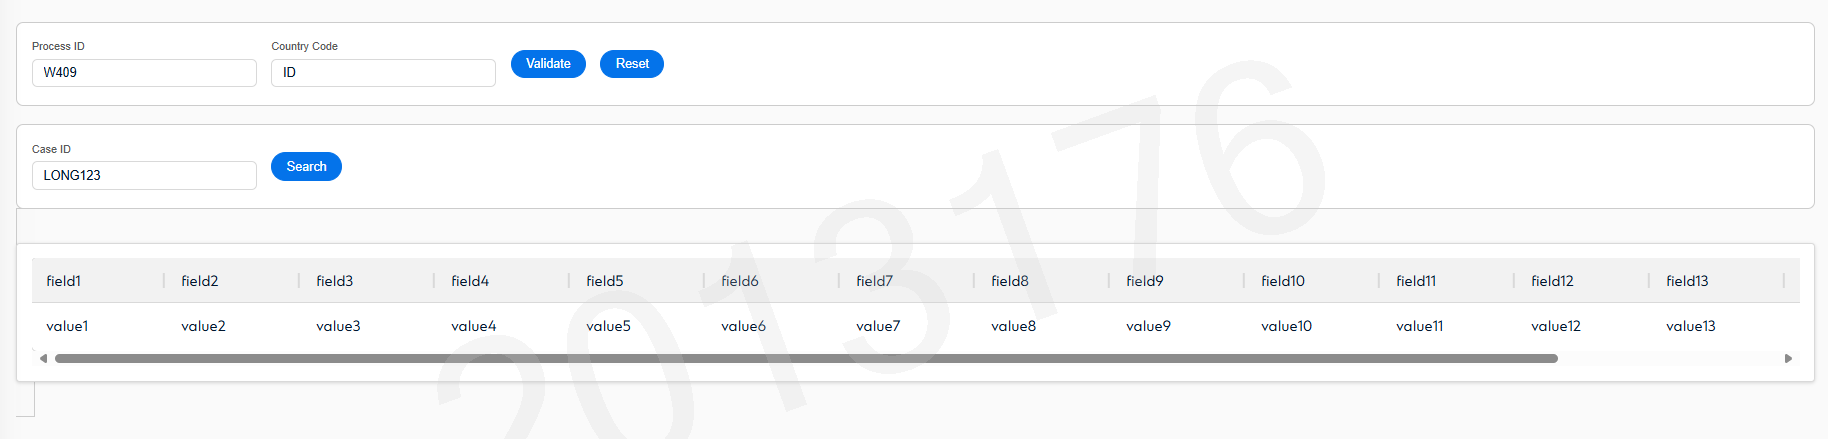 Process ID Country Code
W409 ID Validate Reset
Case ID
LONG123 Search
field1 field2 field3 field4 field5 field6 field7 field8 field9 field10 field11 field12 field13
value1 value2 value3 value4 value5 value6 value7 value8 value9 value10 value11 value12 value13
2013176